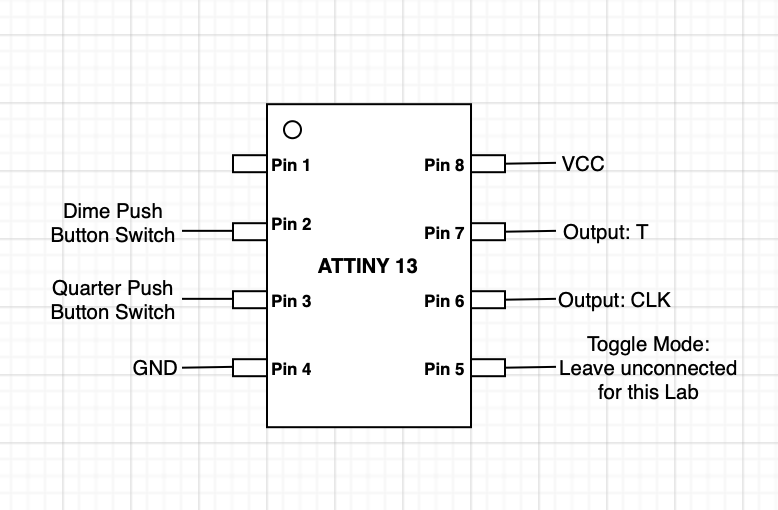 Pin 1
Pin 8
VCC
Dime Push
Button Switch
Pin 2
Pin 7
Output: T
ATTINY 13
Quarter Push
Button Switch
Pin 3
Pin 6
Output: CLK
GND
Pin 4
Pin 5
Toggle Mode:
Leave unconnected
for this Lab